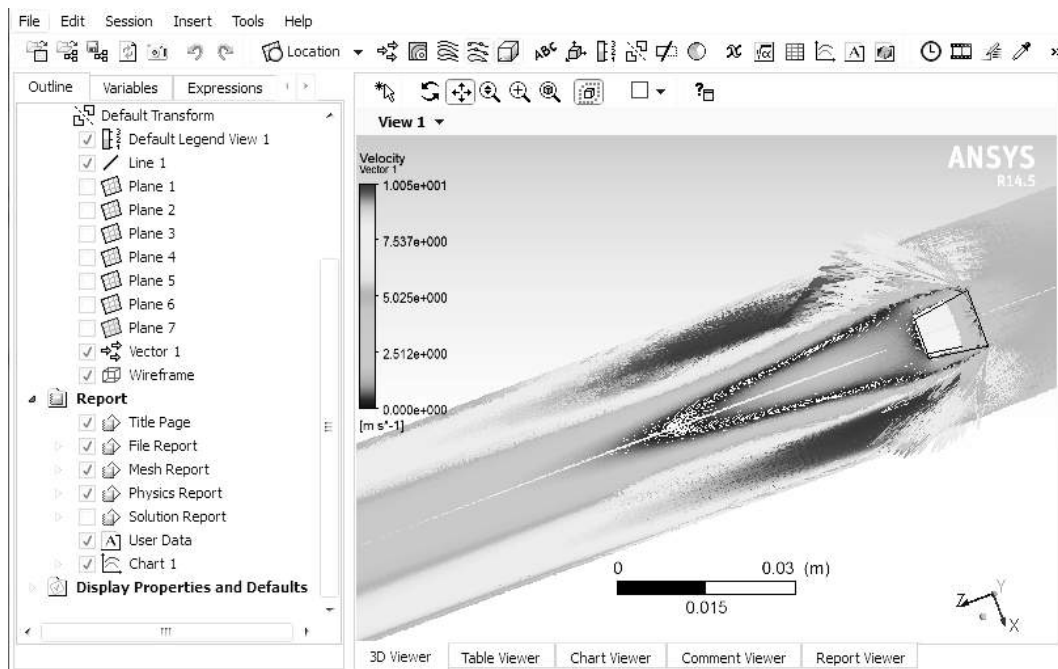 File Edit Session Insert Tools Help
Location
Outline Variables Expressions
Default Transform
Default Legend View 1
Line 1
Plane 1
Plane 2
Plane 3
Plane 4
Plane 5
Plane 6
Plane 7
Vector 1
Wireframe
Report
Title Page
File Report
Mesh Report
Physics Report
Solution Report
User Data
Chart 1
Display Properties and Defaults
View 1
Velocity
Vector 1
1.005e+001
7.537e+000
5.025e+000
2.512e+000
0.000e+000
[m s^-1]
ANSYS
R14.5
0 0.03 (m)
0.015
Z Y X
3D Viewer Table Viewer Chart Viewer Comment Viewer Report Viewer